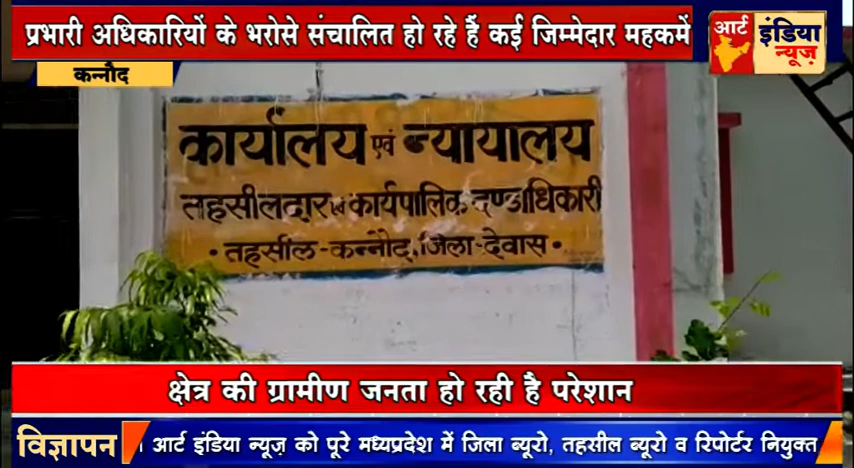 प्रभारी अधिकारियों के भरोसे संचालित हो रहे हैं कई जिम्मेदार महकमें
आर्ट इंडिया न्यूज़
कन्नौद
कार्यालय एवं न्यायालय
तहसीलदार एवं कार्यपालिक दण्डाधिकारी
• तहसील - कन्नौद, जिला - देवास •
क्षेत्र की ग्रामीण जनता हो रही है परेशान
विज्ञापन आर्ट इंडिया न्यूज़ को पूरे मध्यप्रदेश में जिला ब्यूरो, तहसील ब्यूरो व रिपोर्टर नियुक्त